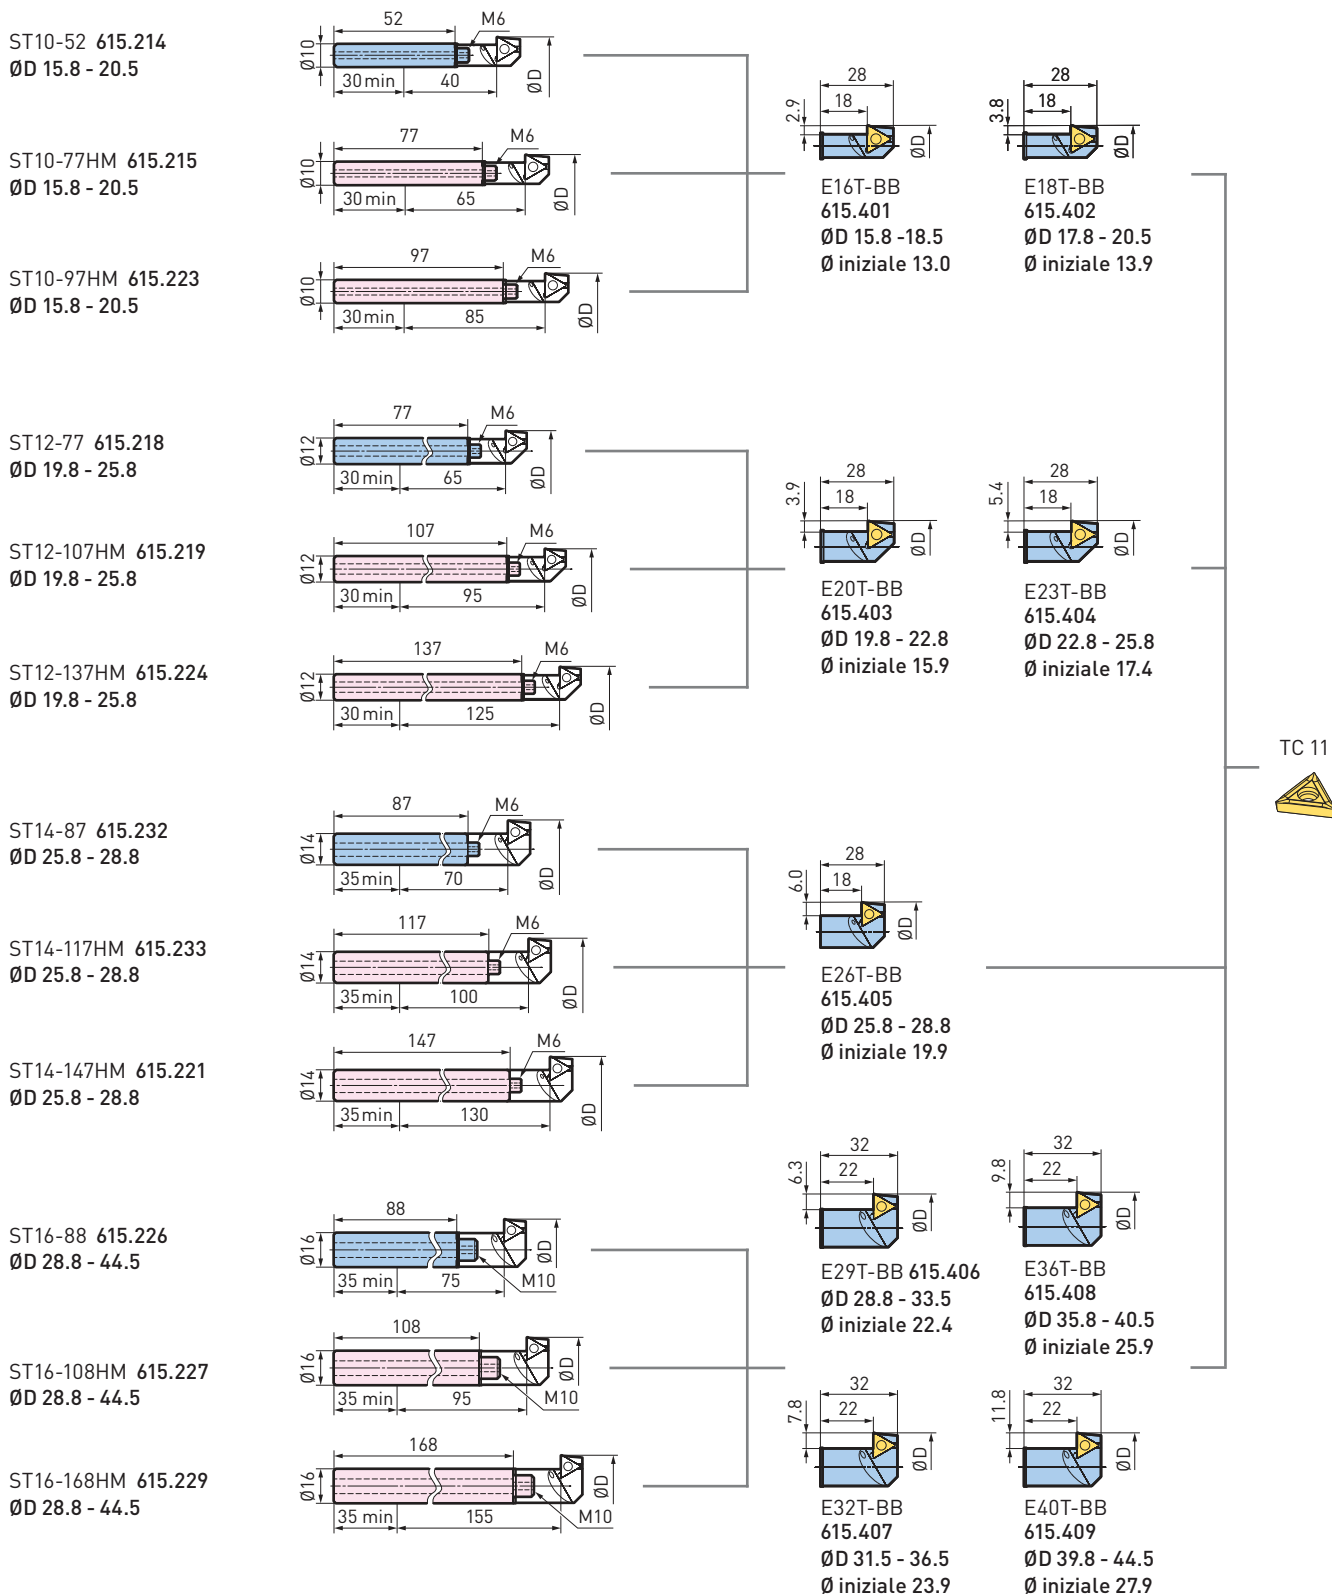 ST10-52 615.214
ØD 15.8 - 20.5
52
M6
Ø10
30 min
40
ØD
ST10-77HM 615.215
ØD 15.8 - 20.5
77
M6
Ø10
30 min
65
ØD
ST10-97HM 615.223
ØD 15.8 - 20.5
97
M6
Ø10
30 min
85
ØD
28
18
2.9
ØD
E16T-BB
615.401
ØD 15.8 -18.5
Ø iniziale 13.0
28
18
3.8
ØD
E18T-BB
615.402
ØD 17.8 - 20.5
Ø iniziale 13.9
ST12-77 615.218
ØD 19.8 - 25.8
77
M6
Ø12
30 min
65
ØD
ST12-107HM 615.219
ØD 19.8 - 25.8
107
M6
Ø12
30 min
95
ØD
ST12-137HM 615.224
ØD 19.8 - 25.8
137
M6
Ø12
30 min
125
ØD
28
18
3.9
ØD
E20T-BB
615.403
ØD 19.8 - 22.8
Ø iniziale 15.9
28
18
5.4
ØD
E23T-BB
615.404
ØD 22.8 - 25.8
Ø iniziale 17.4
TC 11
ST14-87 615.232
ØD 25.8 - 28.8
87
M6
Ø14
35 min
70
ØD
ST14-117HM 615.233
ØD 25.8 - 28.8
117
M6
Ø14
35 min
100
ØD
ST14-147HM 615.221
ØD 25.8 - 28.8
147
M6
Ø14
35 min
130
ØD
28
18
6.0
ØD
E26T-BB
615.405
ØD 25.8 - 28.8
Ø iniziale 19.9
ST16-88 615.226
ØD 28.8 - 44.5
88
Ø16
35 min
75
M10
ØD
ST16-108HM 615.227
ØD 28.8 - 44.5
108
Ø16
35 min
95
M10
ØD
ST16-168HM 615.229
ØD 28.8 - 44.5
168
Ø16
35 min
155
M10
ØD
32
22
6.3
ØD
E29T-BB 615.406
ØD 28.8 - 33.5
Ø iniziale 22.4
32
22
9.8
ØD
E36T-BB
615.408
ØD 35.8 - 40.5
Ø iniziale 25.9
32
22
7.8
ØD
E32T-BB
615.407
ØD 31.5 - 36.5
Ø iniziale 23.9
32
22
11.8
ØD
E40T-BB
615.409
ØD 39.8 - 44.5
Ø iniziale 27.9